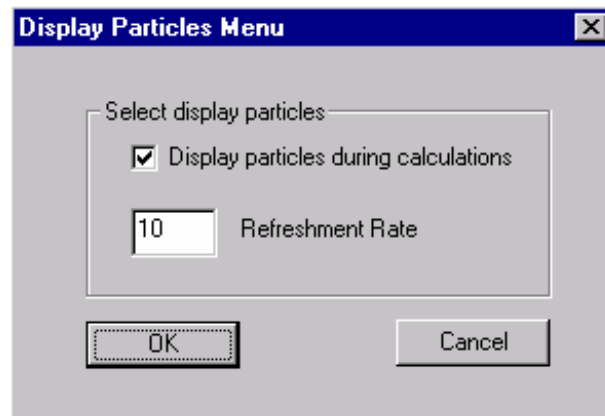 Display Particles Menu
Select display particles
Display particles during calculations
10 Refreshment Rate
OK Cancel